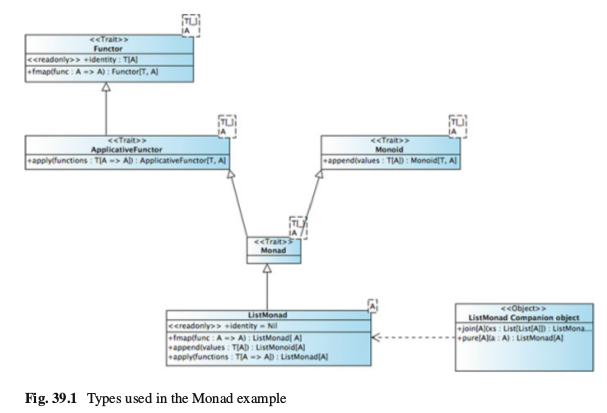 T[_]
A
<<Trait>>
Functor
<<readonly>> +identity : T[A]
+fmap(func : A => A) : Functor[T, A]
T[_]
A
<<Trait>>
ApplicativeFunctor
+apply(functions : T[A => A]) : ApplicativeFunctor[T, A]
T[_]
A
<<Trait>>
Monoid
+append(values : T[A]) : Monoid[T, A]
T[_]
A
<<Trait>>
Monad
A
ListMonad
<<readonly>> +identity = Nil
+fmap(func : A => A) : ListMonad[ A]
+append(values : T[A]) : ListMonoid[A]
+apply(functions : T[A => A]) : ListMonad[A]
<<Object>>
ListMonad Companion object
+join[A](xs : List[List[A]]) : ListMona...
+pure[A](a : A) : ListMonad[A]
Fig. 39.1 Types used in the Monad example